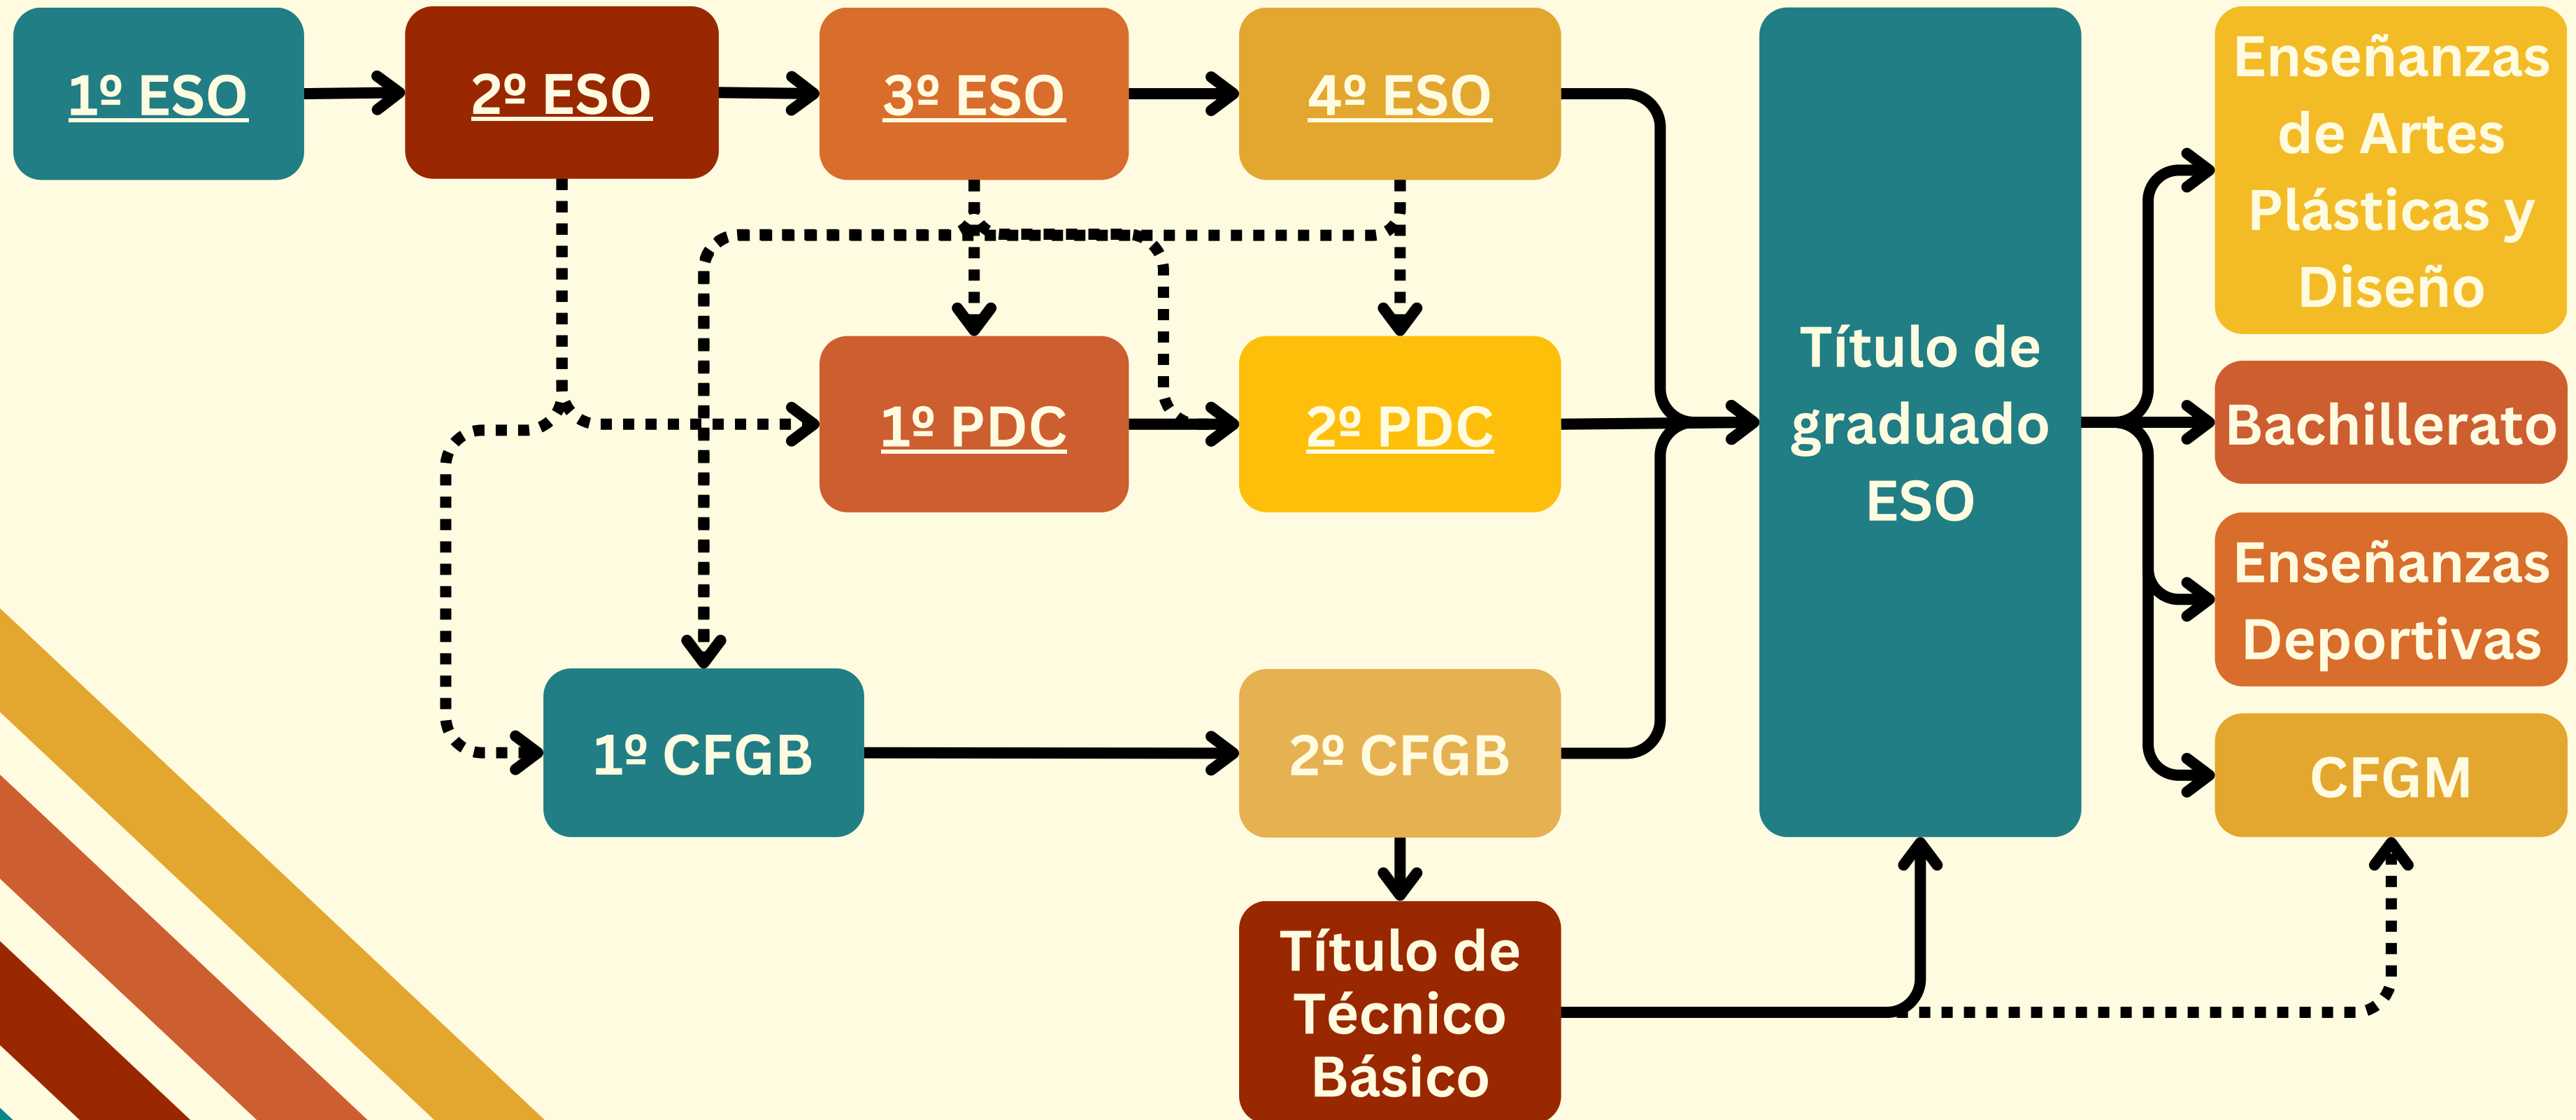 1º ESO
2º ESO
3º ESO
4º ESO
1º PDC
2º PDC
1º CFGB
2º CFGB
Título de
Técnico
Básico
Título de
graduado
ESO
Enseñanzas
de Artes
Plásticas y
Diseño
Bachillerato
Enseñanzas
Deportivas
CFGM